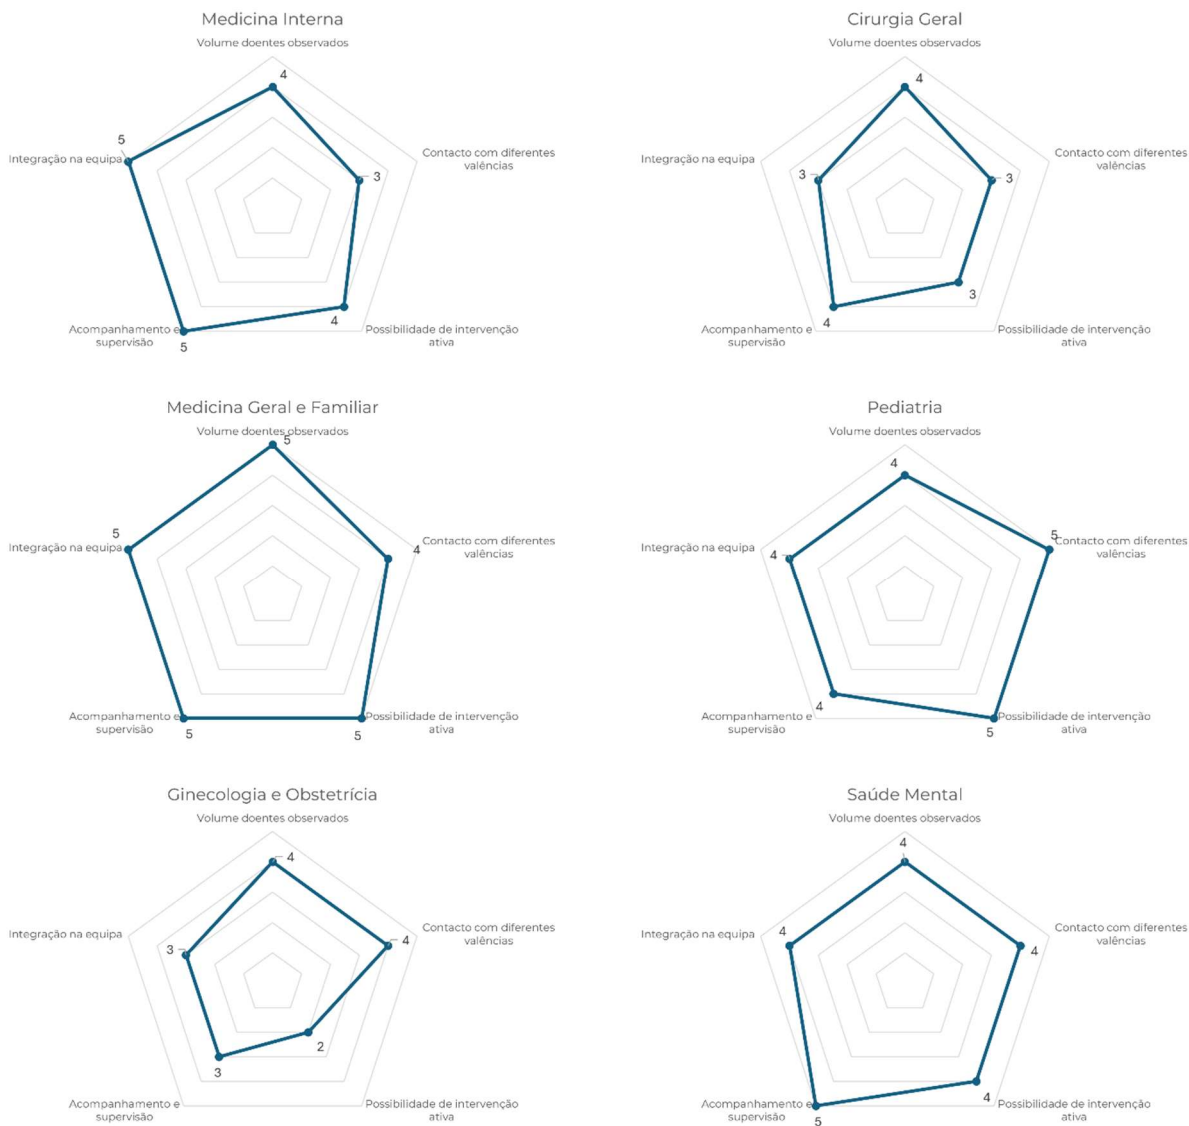 Medicina Interna
Volume doentes observados
4
5
Integração na equipa
Contacto com diferentes
valências
3
4
Acompanhamento e
supervisão
5
Possibilidade de intervenção
ativa
Cirurgia Geral
Volume doentes observados
4
Integração na equipa
3
Contacto com diferentes
valências
3
3
Acompanhamento e
supervisão
4
Possibilidade de intervenção
ativa
Medicina Geral e Familiar
Volume doentes observados
5
5
Integração na equipa
4
Contacto com diferentes
valências
Acompanhamento e
supervisão
5
5
Possibilidade de intervenção
ativa
Pediatria
Volume doentes observados
4
Integração na equipa
4
5
Contacto com diferentes
valências
4
Acompanhamento e
supervisão
5
Possibilidade de intervenção
ativa
Ginecologia e Obstetrícia
Volume doentes observados
4
Integração na equipa
3
4
Contacto com diferentes
valências
2
3
Acompanhamento e
supervisão
Possibilidade de intervenção
ativa
Saúde Mental
Volume doentes observados
4
Integração na equipa
4
Contacto com diferentes
valências
4
4
Acompanhamento e
supervisão
5
Possibilidade de intervenção
ativa